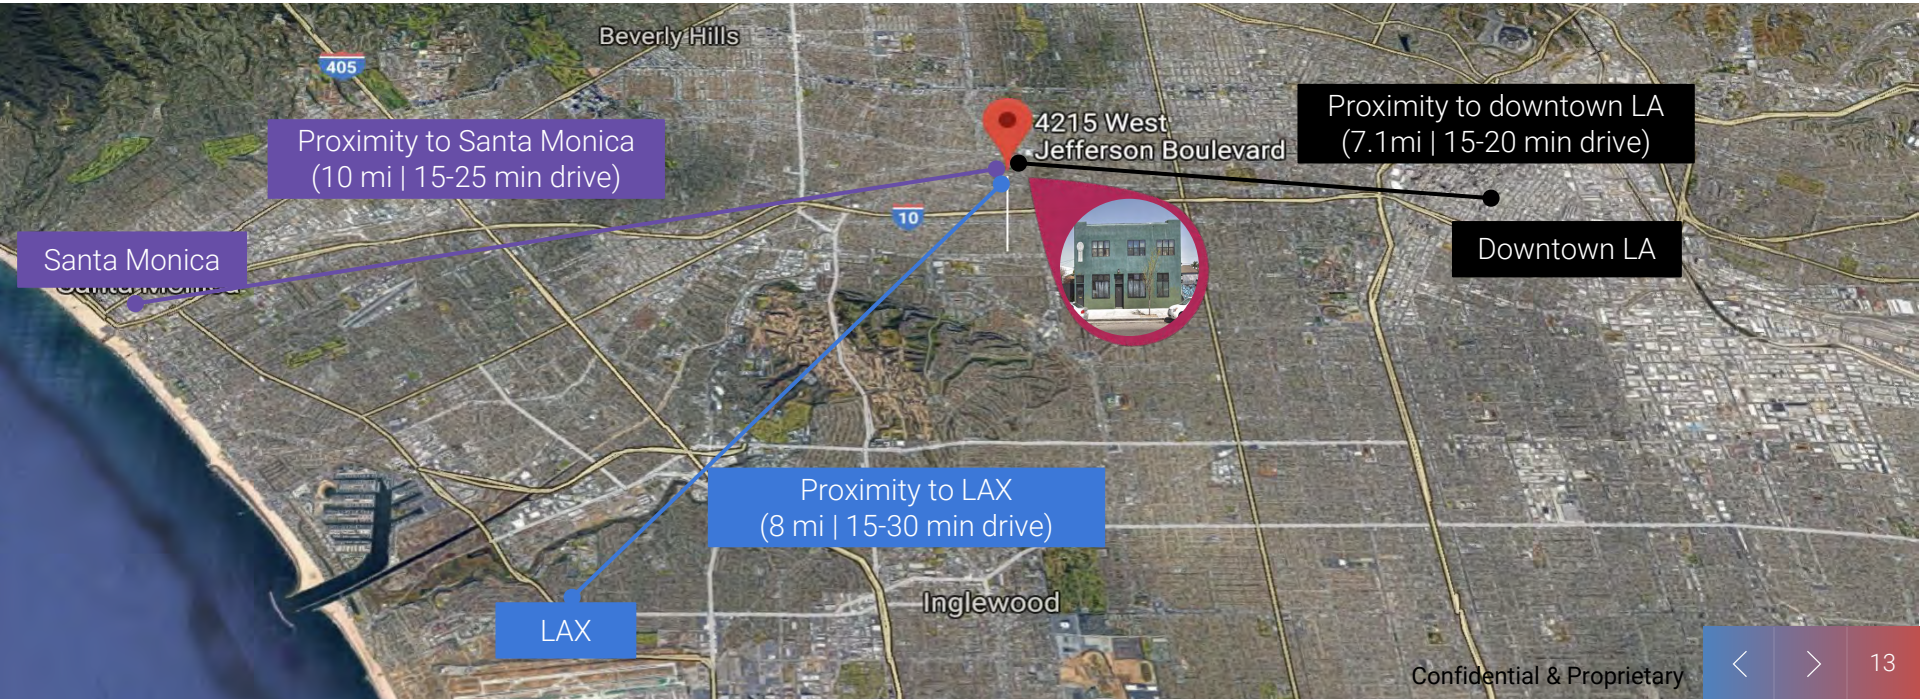 Beverly Hills
405
Proximity to Santa Monica
(10 mi | 15-25 min drive)
4215 West
Jefferson Boulevard
Proximity to downtown LA
(7.1mi | 15-20 min drive)
10
Santa Monica
Santa Monica
Downtown LA
Proximity to LAX
(8 mi | 15-30 min drive)
Inglewood
LAX
Confidential & Proprietary
13